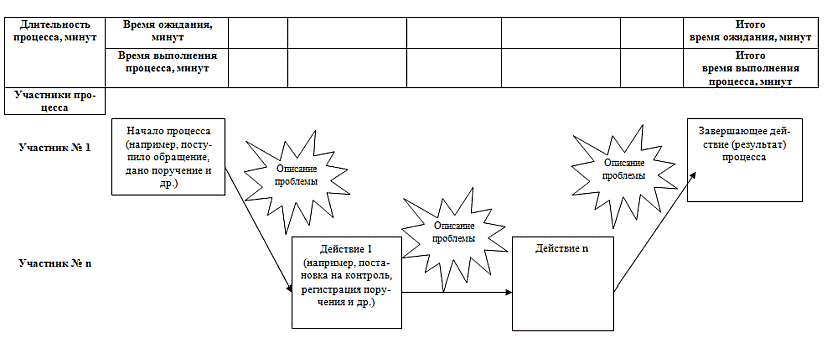 Длительность
процесса, минут
Время ожидания,
минут
Итого
время ожидания, минут
Время выполнения
процесса, минут
Итого
время выполнения
процесса, минут
Участники про-
цесса
Участник № 1
Начало процесса
(например, посту-
пило обращение,
дано поручение и
др.)
Описание
проблемы
Описание
проблемы
Завершающее дей-
ствие (результат)
процесса
Описание
проблемы
Участник № n
Действие 1
(например, поста-
новка на контроль,
регистрация пору-
чения и др.)
Действие n